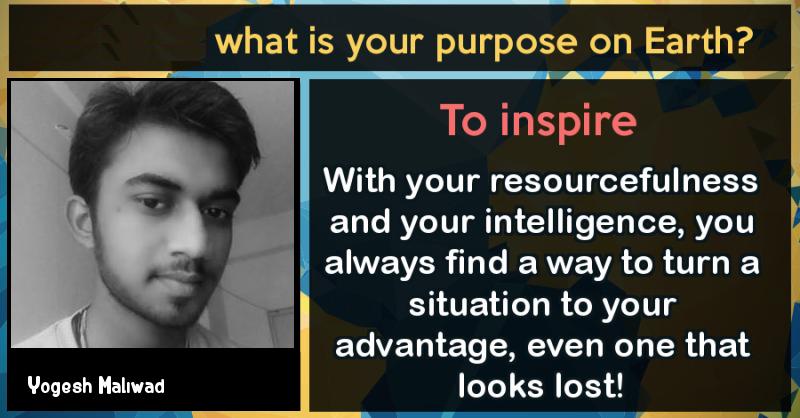 what is your purpose on Earth?
To inspire
With your resourcefulness
and your intelligence, you
always find a way to turn a
situation to your
advantage, even one that
looks lost!
Yogesh Maliwad